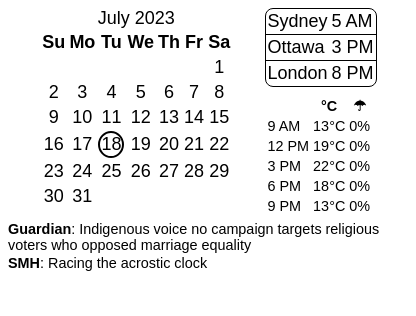 July 2023
Su Mo Tu We Th Fr Sa
1
2 3 4 5 6 7 8
9 10 11 12 13 14 15
16 17 18 19 20 21 22
23 24 25 26 27 28 29
30 31
Sydney 5 AM
Ottawa 3 PM
London 8 PM
°C ☂
9 AM 13°C 0%
12 PM 19°C 0%
3 PM 22°C 0%
6 PM 18°C 0%
9 PM 13°C 0%
Guardian: Indigenous voice no campaign targets religious
voters who opposed marriage equality
SMH: Racing the acrostic clock